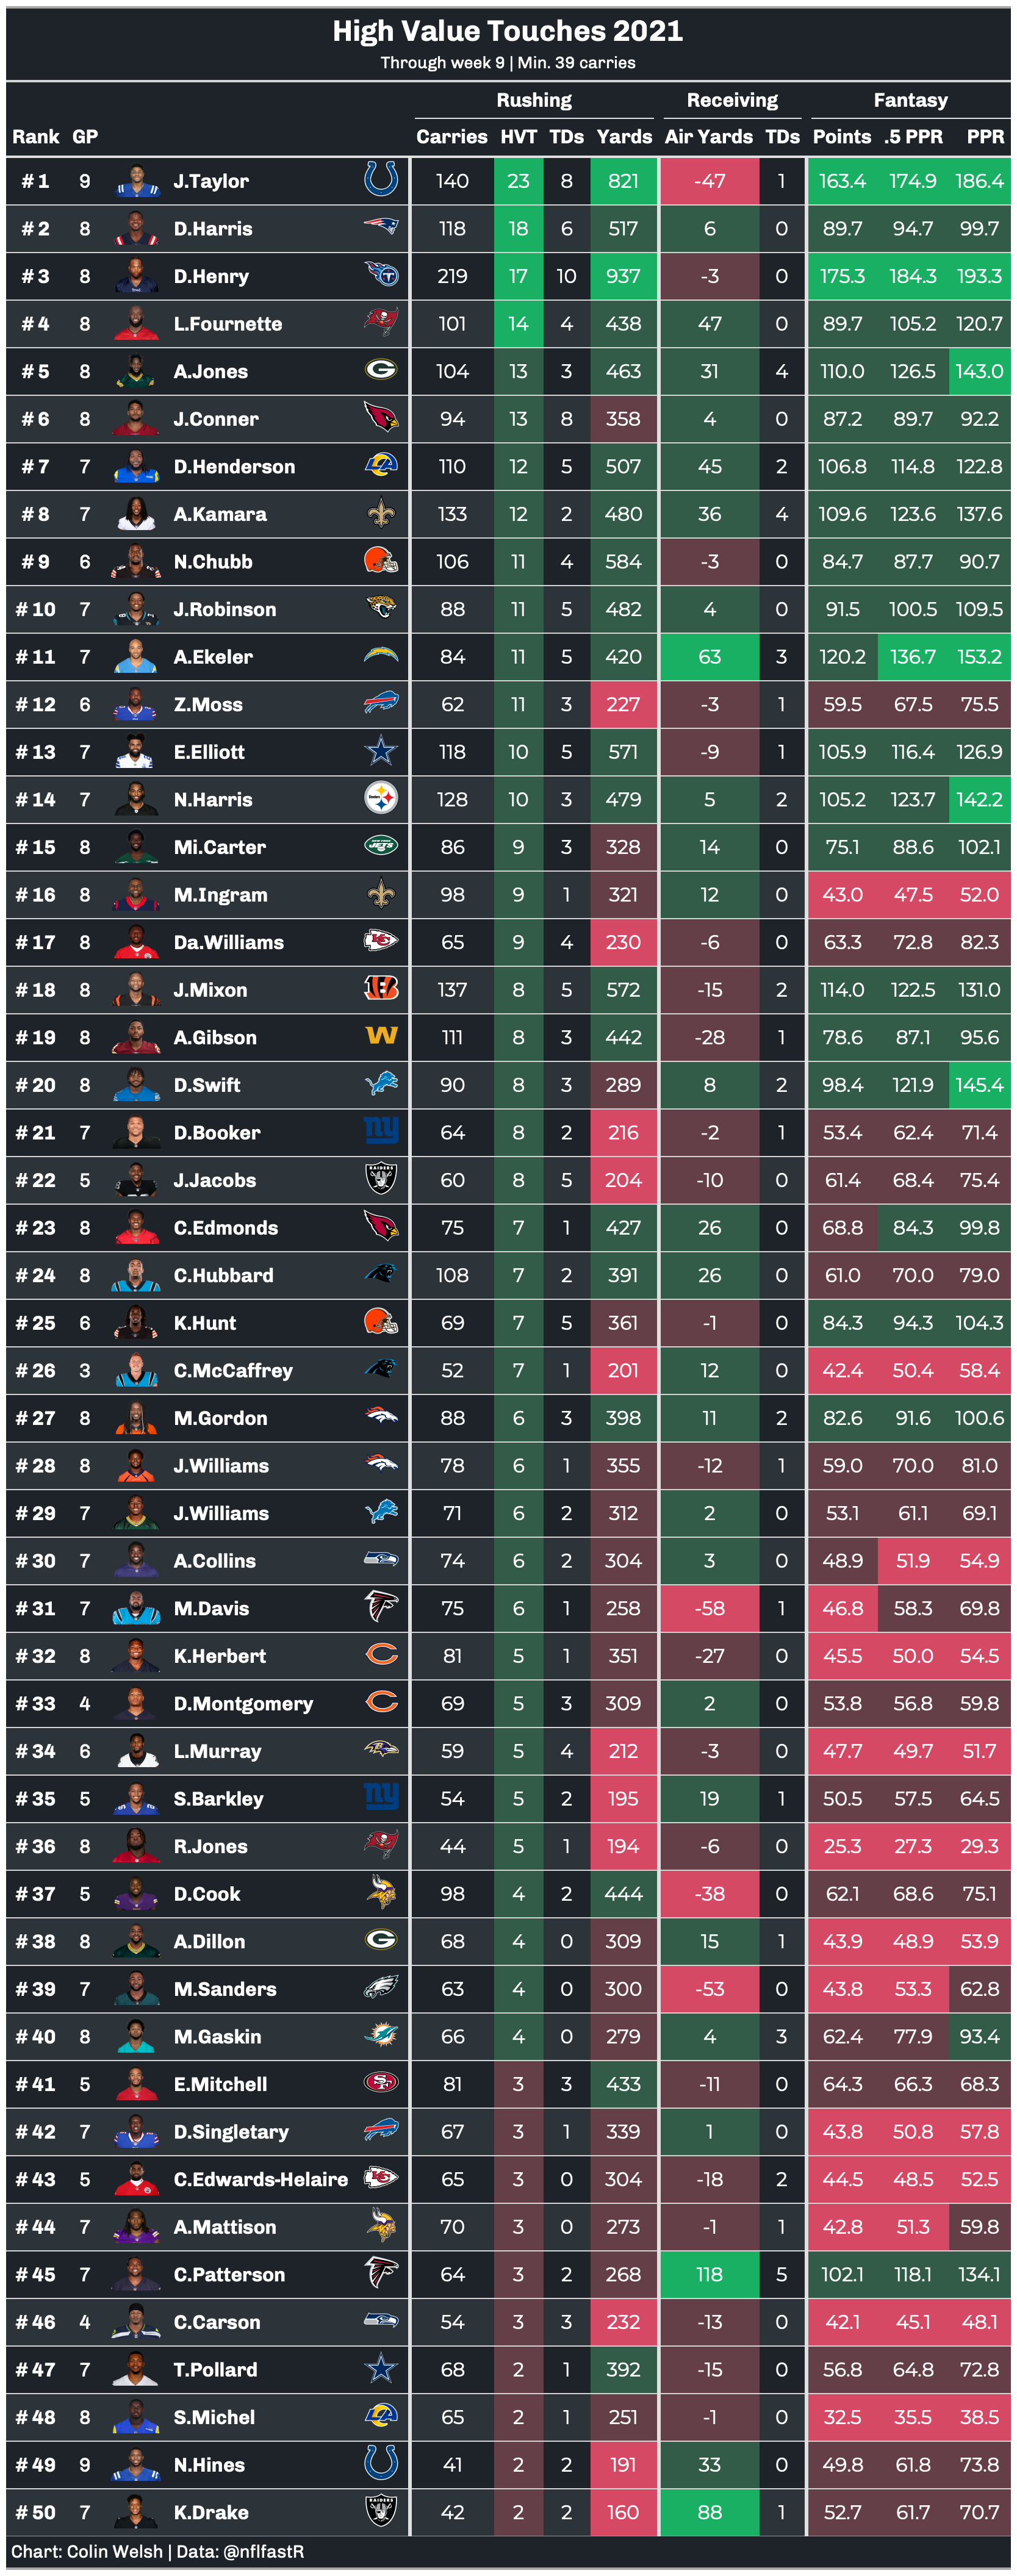 High Value Touches 2021
Through week 9 | Min. 39 carries
Rushing Receiving Fantasy
Rank GP Carries HVT TDs Yards Air Yards TDs Points .5 PPR PPR
# 1 9 J.Taylor 140 23 8 821 -47 1 163.4 174.9 186.4
# 2 8 D.Harris 118 18 6 517 6 0 89.7 94.7 99.7
# 3 8 D.Henry 219 17 10 937 -3 0 175.3 184.3 193.3
# 4 8 L.Fournette 101 14 4 438 47 0 89.7 105.2 120.7
# 5 8 A.Jones G 104 13 3 463 31 4 110.0 126.5 143.0
# 6 8 J.Conner 94 13 8 358 4 0 87.2 89.7 92.2
# 7 7 D.Henderson LA 110 12 5 507 45 2 106.8 114.8 122.8
# 8 7 A.Kamara 133 12 2 480 36 4 109.6 123.6 137.6
# 9 6 N.Chubb 106 11 4 584 -3 0 84.7 87.7 90.7
# 10 7 J.Robinson 88 11 5 482 4 0 91.5 100.5 109.5
# 11 7 A.Ekeler 84 11 5 420 63 3 120.2 136.7 153.2
# 12 6 Z.Moss 62 11 3 227 -3 1 59.5 67.5 75.5
# 13 7 E.Elliott 118 10 5 571 -9 1 105.9 116.4 126.9
# 14 7 N.Harris Steelers 128 10 3 479 5 2 105.2 123.7 142.2
# 15 8 Mi.Carter JETS 86 9 3 328 14 0 75.1 88.6 102.1
# 16 8 M.Ingram 98 9 1 321 12 0 43.0 47.5 52.0
# 17 8 Da.Williams KC 65 9 4 230 -6 0 63.3 72.8 82.3
# 18 8 J.Mixon B 137 8 5 572 -15 2 114.0 122.5 131.0
# 19 8 A.Gibson W 111 8 3 442 -28 1 78.6 87.1 95.6
# 20 8 D.Swift 90 8 3 289 8 2 98.4 121.9 145.4
# 21 7 D.Booker ny 64 8 2 216 -2 1 53.4 62.4 71.4
# 22 5 J.Jacobs RAIDERS 60 8 5 204 -10 0 61.4 68.4 75.4
# 23 8 C.Edmonds 75 7 1 427 26 0 68.8 84.3 99.8
# 24 8 C.Hubbard 108 7 2 391 26 0 61.0 70.0 79.0
# 25 6 K.Hunt 69 7 5 361 -1 0 84.3 94.3 104.3
# 26 3 C.McCaffrey 52 7 1 201 12 0 42.4 50.4 58.4
# 27 8 M.Gordon 88 6 3 398 11 2 82.6 91.6 100.6
# 28 8 J.Williams 78 6 1 355 -12 1 59.0 70.0 81.0
# 29 7 J.Williams 71 6 2 312 2 0 53.1 61.1 69.1
# 30 7 A.Collins 74 6 2 304 3 0 48.9 51.9 54.9
# 31 7 M.Davis 75 6 1 258 -58 1 46.8 58.3 69.8
# 32 8 K.Herbert C 81 5 1 351 -27 0 45.5 50.0 54.5
# 33 4 D.Montgomery C 69 5 3 309 2 0 53.8 56.8 59.8
# 34 6 L.Murray 59 5 4 212 -3 0 47.7 49.7 51.7
# 35 5 S.Barkley ny 54 5 2 195 19 1 50.5 57.5 64.5
# 36 8 R.Jones 44 5 1 194 -6 0 25.3 27.3 29.3
# 37 5 D.Cook 98 4 2 444 -38 0 62.1 68.6 75.1
# 38 8 A.Dillon G 68 4 0 309 15 1 43.9 48.9 53.9
# 39 7 M.Sanders 63 4 0 300 -53 0 43.8 53.3 62.8
# 40 8 M.Gaskin 66 4 0 279 4 3 62.4 77.9 93.4
# 41 5 E.Mitchell SF 81 3 3 433 -11 0 64.3 66.3 68.3
# 42 7 D.Singletary 67 3 1 339 1 0 43.8 50.8 57.8
# 43 5 C.Edwards-Helaire KC 65 3 0 304 -18 2 44.5 48.5 52.5
# 44 7 A.Mattison 70 3 0 273 -1 1 42.8 51.3 59.8
# 45 7 C.Patterson 64 3 2 268 118 5 102.1 118.1 134.1
# 46 4 C.Carson 54 3 3 232 -13 0 42.1 45.1 48.1
# 47 7 T.Pollard 68 2 1 392 -15 0 56.8 64.8 72.8
# 48 8 S.Michel LA 65 2 1 251 -1 0 32.5 35.5 38.5
# 49 9 N.Hines 41 2 2 191 33 0 49.8 61.8 73.8
# 50 7 K.Drake RAIDERS 42 2 2 160 88 1 52.7 61.7 70.7
Chart: Colin Welsh | Data: @nflfastR